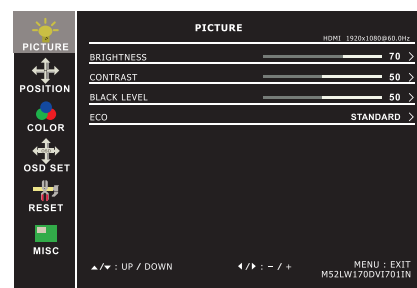 PICTURE
HDMI 1920x1080@60.0Hz
PICTURE
BRIGHTNESS 70 >
CONTRAST 50 >
POSITION
BLACK LEVEL 50 >
ECO STANDARD >
COLOR
OSD SET
RESET
MISC
▲/▼ : UP / DOWN ◀/▶ : – / + MENU : EXIT
M52LW170DVI701IN